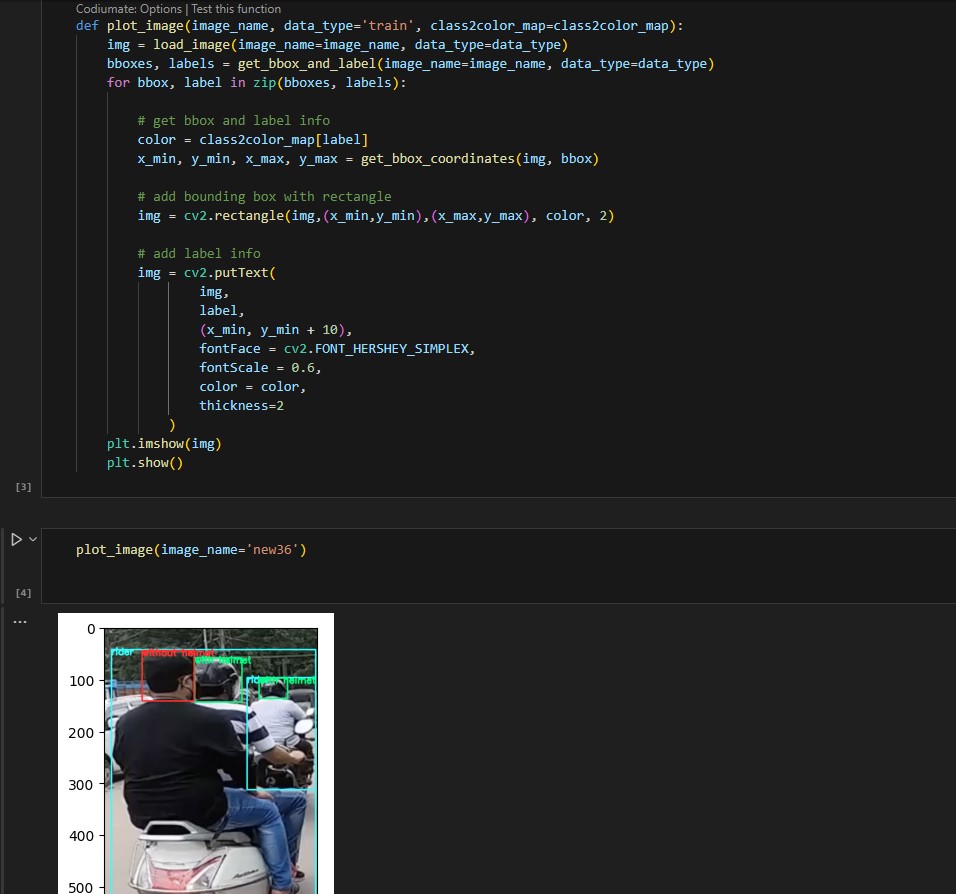 Codiumate: Options | Test this function
def plot_image(image_name, data_type='train', class2color_map=class2color_map):
img = load_image(image_name=image_name, data_type=data_type)
bboxes, labels = get_bbox_and_label(image_name=image_name, data_type=data_type)
for bbox, label in zip(bboxes, labels):
# get bbox and label info
color = class2color_map[label]
x_min, y_min, x_max, y_max = get_bbox_coordinates(img, bbox)
# add bounding box with rectangle
img = cv2.rectangle(img,(x_min,y_min),(x_max,y_max), color, 2)
# add label info
img = cv2.putText(
img,
label,
(x_min, y_min + 10),
fontFace = cv2.FONT_HERSHEY_SIMPLEX,
fontScale = 0.6,
color = color,
thickness=2
)
plt.imshow(img)
plt.show()
[3]
plot_image(image_name='new36')
[4]
...
0
rider without helmet
with helmet
100
helmet
200
300
400
500